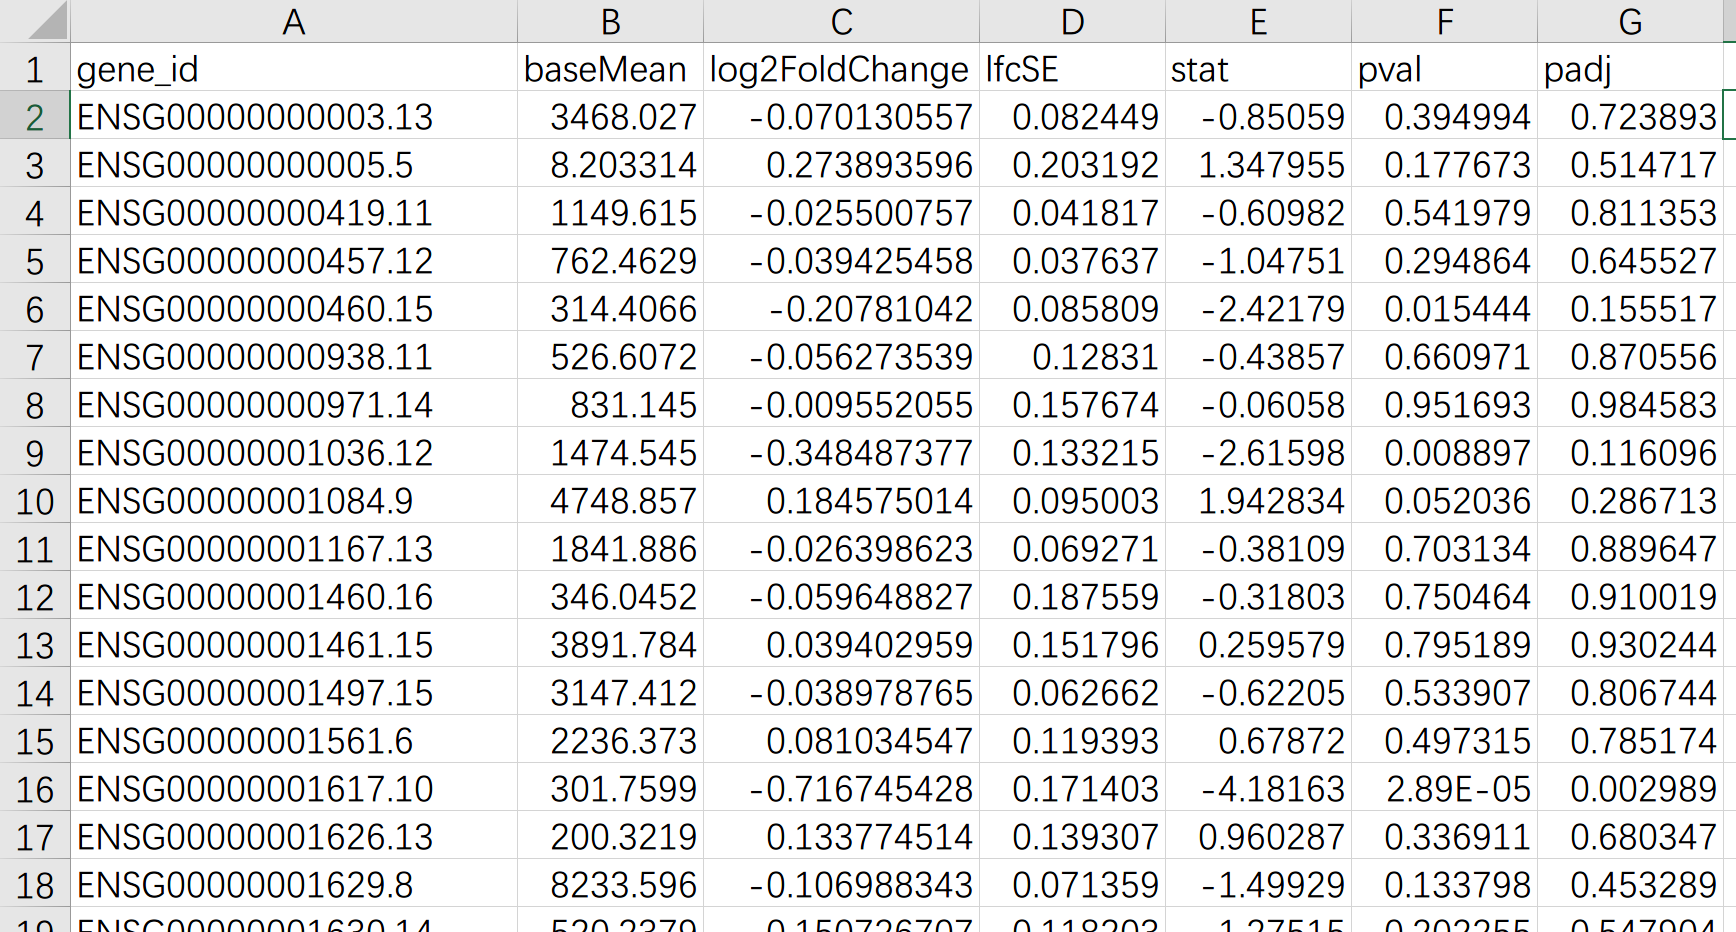 A B C D E F G
1 gene_id baseMean log2FoldChange lfcSE stat pval padj
2 ENSG00000000003.13 3468.027 -0.070130557 0.082449 -0.85059 0.394994 0.723893
3 ENSG00000000005.5 8.203314 0.273893596 0.203192 1.347955 0.177673 0.514717
4 ENSG00000000419.11 1149.615 -0.025500757 0.041817 -0.60982 0.541979 0.811353
5 ENSG00000000457.12 762.4629 -0.039425458 0.037637 -1.04751 0.294864 0.645527
6 ENSG00000000460.15 314.4066 -0.20781042 0.085809 -2.42179 0.015444 0.155517
7 ENSG00000000938.11 526.6072 -0.056273539 0.12831 -0.43857 0.660971 0.870556
8 ENSG00000000971.14 831.145 -0.009552055 0.157674 -0.06058 0.951693 0.984583
9 ENSG00000001036.12 1474.545 -0.348487377 0.133215 -2.61598 0.008897 0.116096
10 ENSG00000001084.9 4748.857 0.184575014 0.095003 1.942834 0.052036 0.286713
11 ENSG00000001167.13 1841.886 -0.026398623 0.069271 -0.38109 0.703134 0.889647
12 ENSG00000001460.16 346.0452 -0.059648827 0.187559 -0.31803 0.750464 0.910019
13 ENSG00000001461.15 3891.784 0.039402959 0.151796 0.259579 0.795189 0.930244
14 ENSG00000001497.15 3147.412 -0.038978765 0.062662 -0.62205 0.533907 0.806744
15 ENSG00000001561.6 2236.373 0.081034547 0.119393 0.67872 0.497315 0.785174
16 ENSG00000001617.10 301.7599 -0.716745428 0.171403 -4.18163 2.89E-05 0.002989
17 ENSG00000001626.13 200.3219 0.133774514 0.139307 0.960287 0.336911 0.680347
18 ENSG00000001629.8 8233.596 -0.106988343 0.071359 -1.49929 0.133798 0.453289
19 ENSG00000001630.14